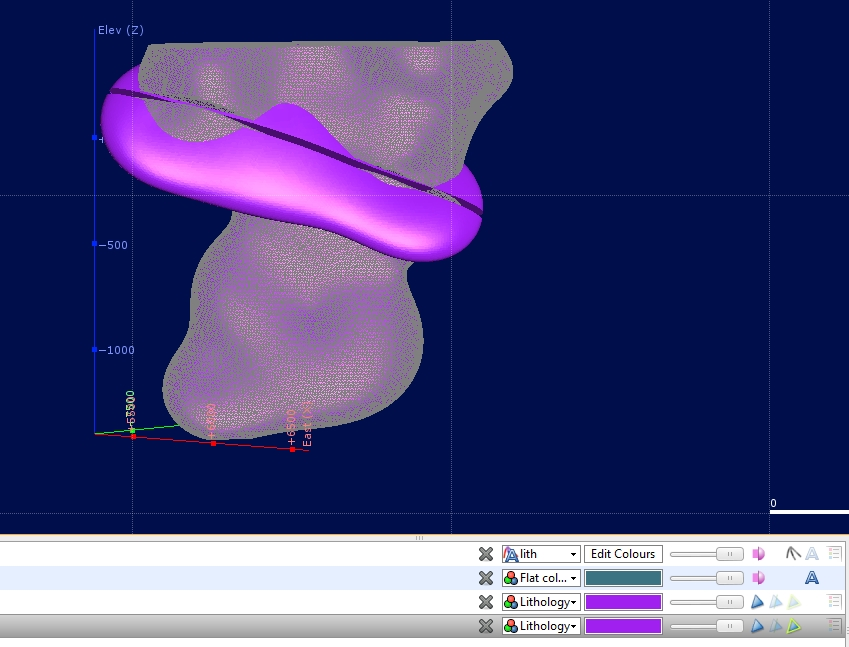 Elev (Z)
+
−500
−1000
+6500
East (X)
0
lith
Edit Colours
Flat col...
Lithology
Lithology